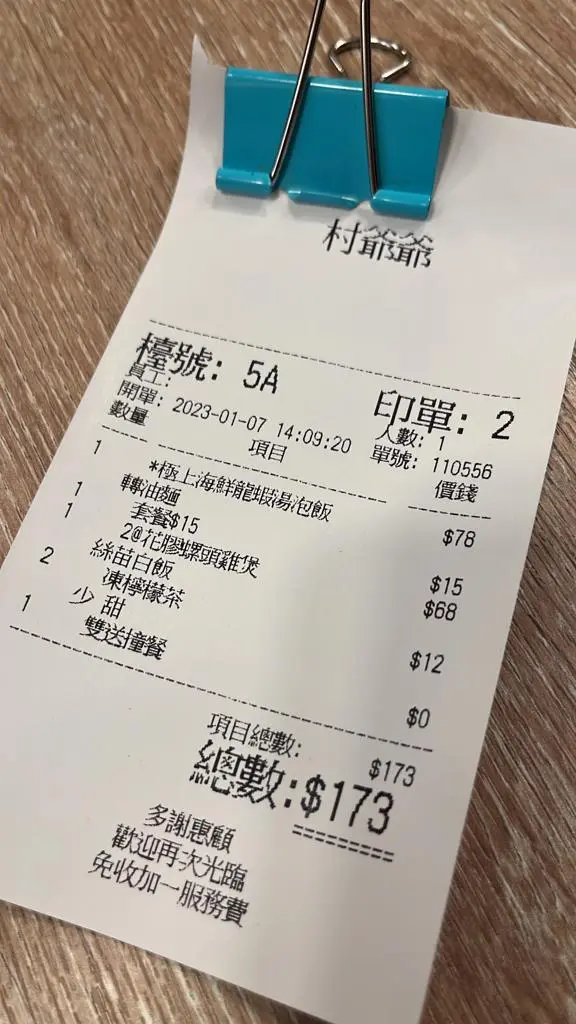 村爺爺
檯號: 5A 印單: 2
員工: 人數: 1
開單: 2023-01-07 14:09:20 單號: 110556
數量 項目 價錢
1 *極上海鮮龍蝦湯泡飯 $78
轉油麵
1 套餐$15 $15
1 2@花膠螺頭雞煲 $68
絲苗白飯
2 凍檸檬茶 $12
少 甜
1 雙送撞餐 $0
項目總數: $173
總數:$173
多謝惠顧
歡迎再次光臨
免收加一服務費